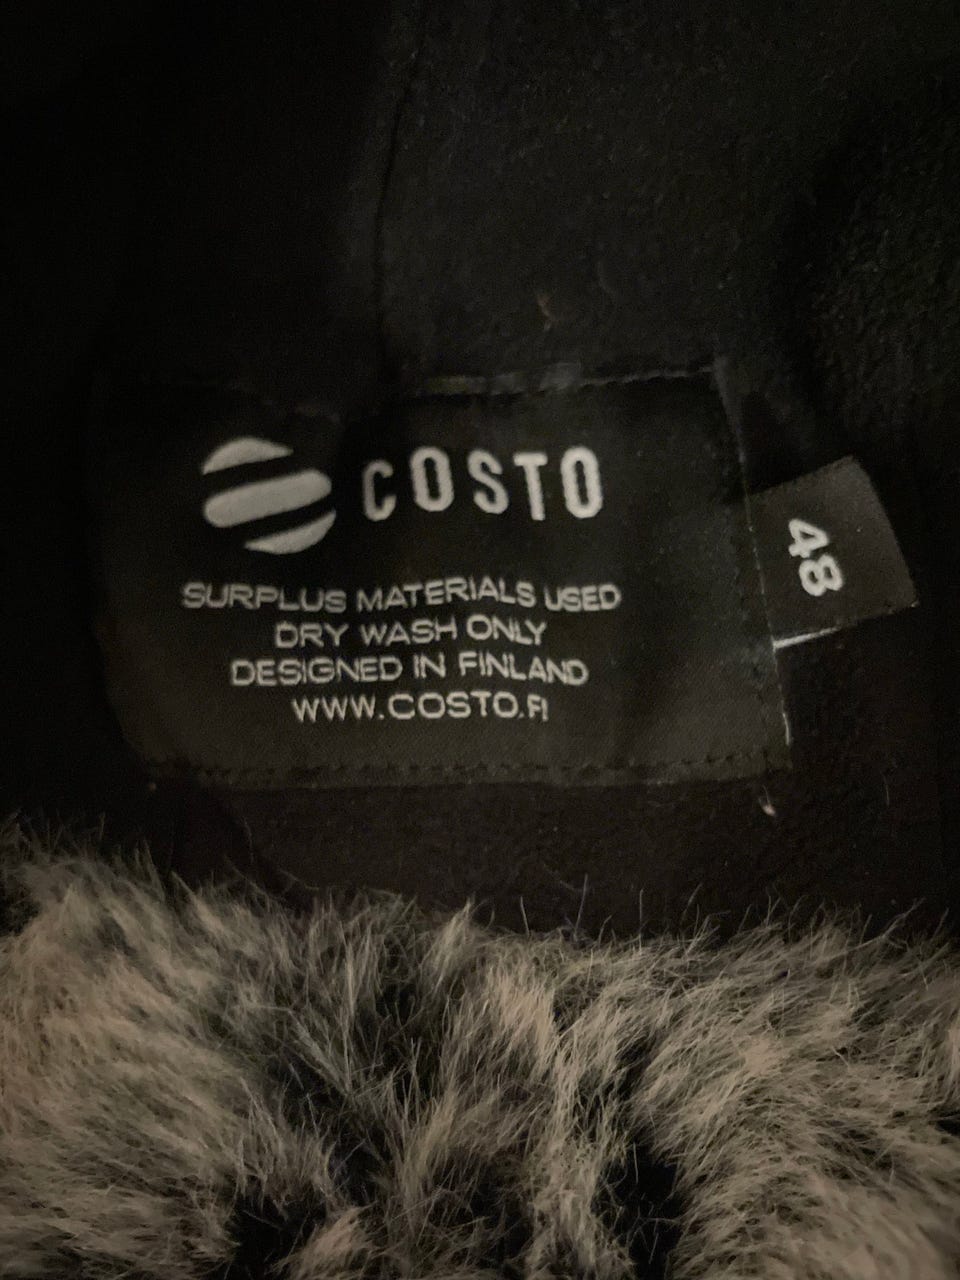 COSTO
SURPLUS MATERIALS USED
DRY WASH ONLY
DESIGNED IN FINLAND
WWW.COSTO.FI
48